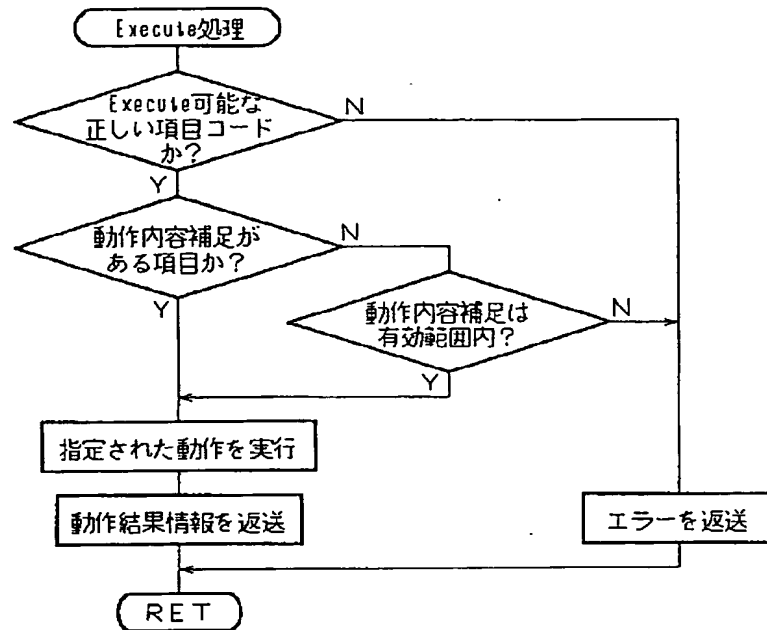 Execute処理
Execute可能な
正しい項目コード
か?
N
Y
動作内容補足が
ある項目か?
N
Y
動作内容補足は
有効範囲内?
N
Y
指定された動作を実行
動作結果情報を返送
エラーを返送
RET